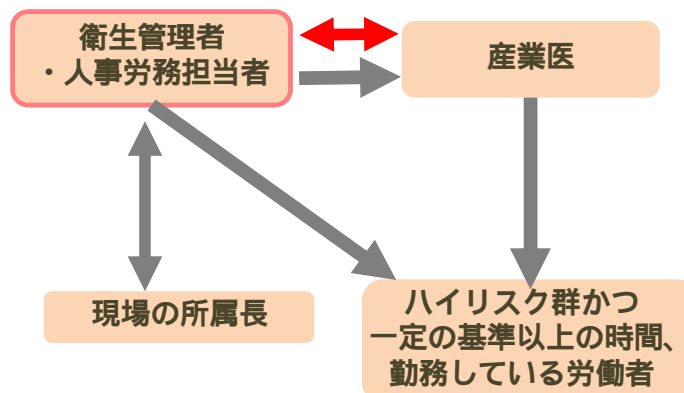 衛生管理者
・人事労務担当者
産業医
現場の所属長
ハイリスク群かつ
一定の基準以上の時間、
勤務している労働者